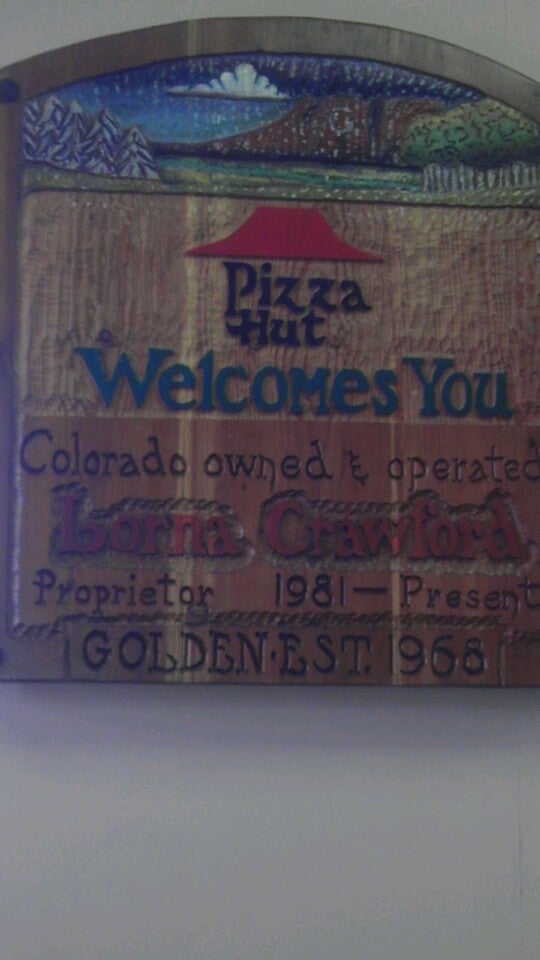 Pizza
Hut
Welcomes You
Colorado owned & operated
Lorna Crawford
Proprietor 1981 — Present
GOLDEN · EST. 1968